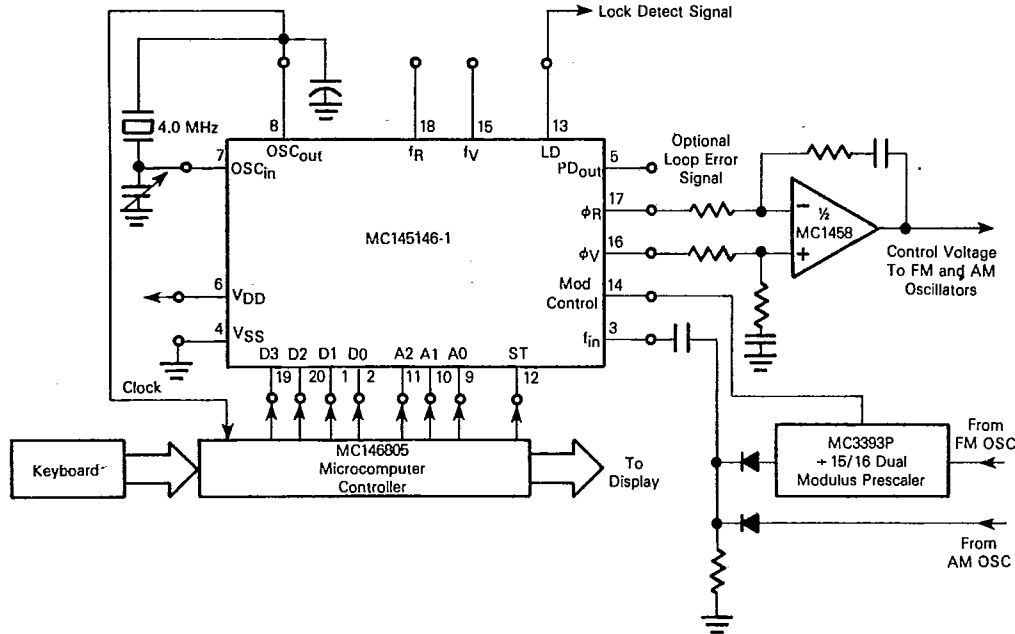 Lock Detect Signal
4.0 MHz
8
18
15
13
OSCout
fR
fV
LD
7
OSCin
PDout
5
Optional
Loop Error
Signal
ϕR
17
ϕV
16
–
+
½
MC1458
Control Voltage
To FM and AM
Oscillators
MC145146-1
6
VDD
4
VSS
Mod
Control
14
fin
3
D3
D2
D1
D0
A2
A1
A0
ST
19
20
1
2
11
10
9
12
Clock
Keyboard
MC146805
Microcomputer
Controller
To
Display
MC3393P
÷ 15/16 Dual
Modulus Prescaler
From
FM OSC
From
AM OSC